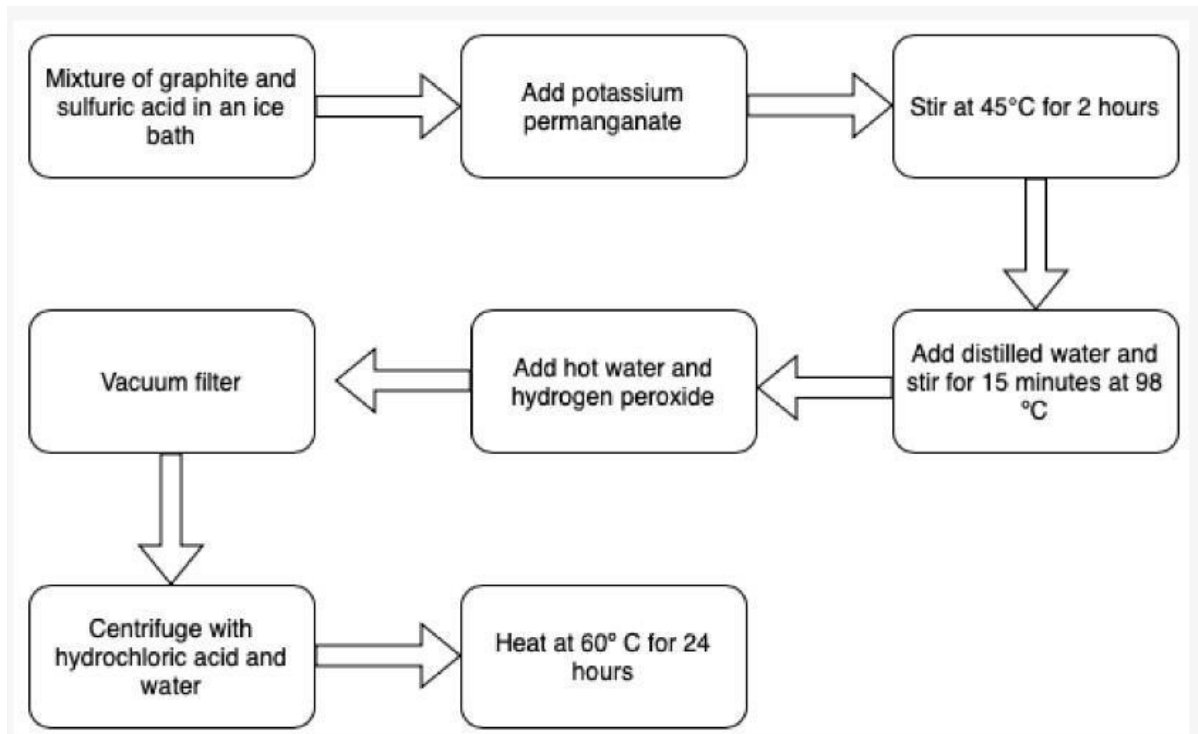 Mixture of graphite and
sulfuric acid in an ice
bath
Add potassium
permanganate
Stir at 45°C for 2 hours
Add distilled water and
stir for 15 minutes at 98
ºC
Add hot water and
hydrogen peroxide
Vacuum filter
Centrifuge with
hydrochloric acid and
water
Heat at 60º C for 24
hours